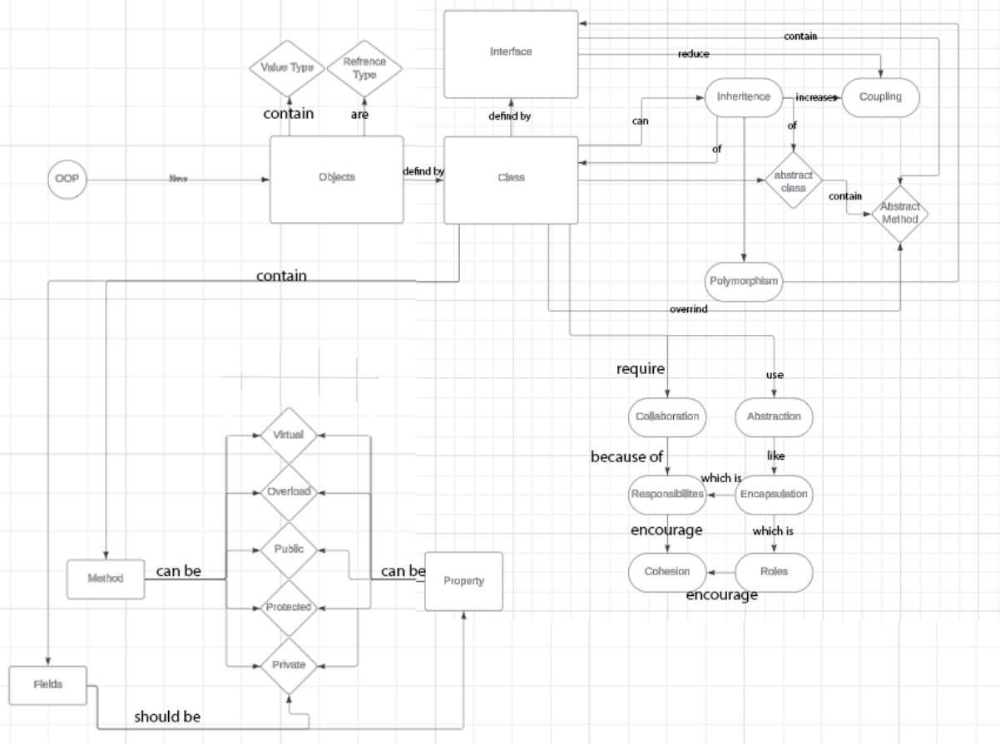 Interface
contain
reduce
Value Type
Refrence
Type
Inheritence
increases
Coupling
contain
are
defind by
can
of
of
OOP
New
Objects
defind by
Class
abstract
class
contain
Abstract
Method
contain
Polymorphism
overrind
require
use
Collaboration
Abstraction
Virtual
because of
like
which is
Overload
Responsibilites
Encapsulation
encourage
which is
Public
Method
can be
can be
Property
Cohesion
Roles
encourage
Protected
Private
Fields
should be